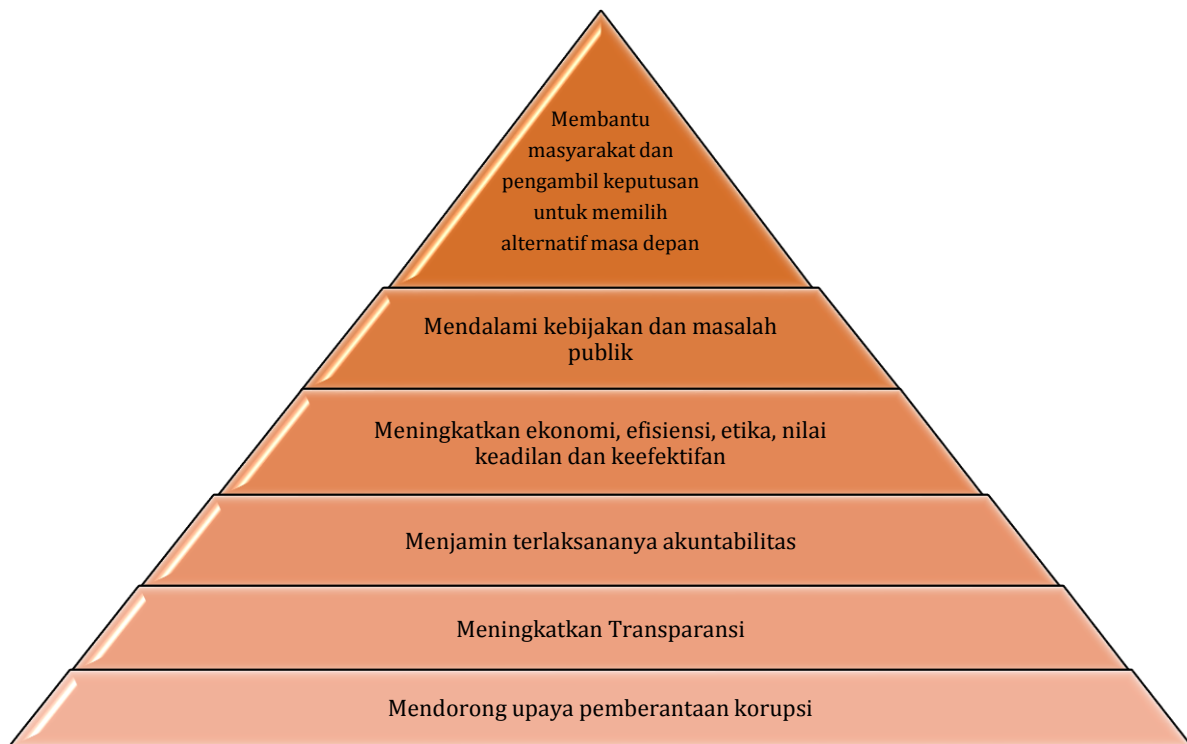 Membantu
masyarakat dan
pengambil keputusan
untuk memilih
alternatif masa depan
Mendalami kebijakan dan masalah
publik
Meningkatkan ekonomi, efisiensi, etika, nilai
keadilan dan keefektifan
Menjamin terlaksananya akuntabilitas
Meningkatkan Transparansi
Mendorong upaya pemberantaan korupsi